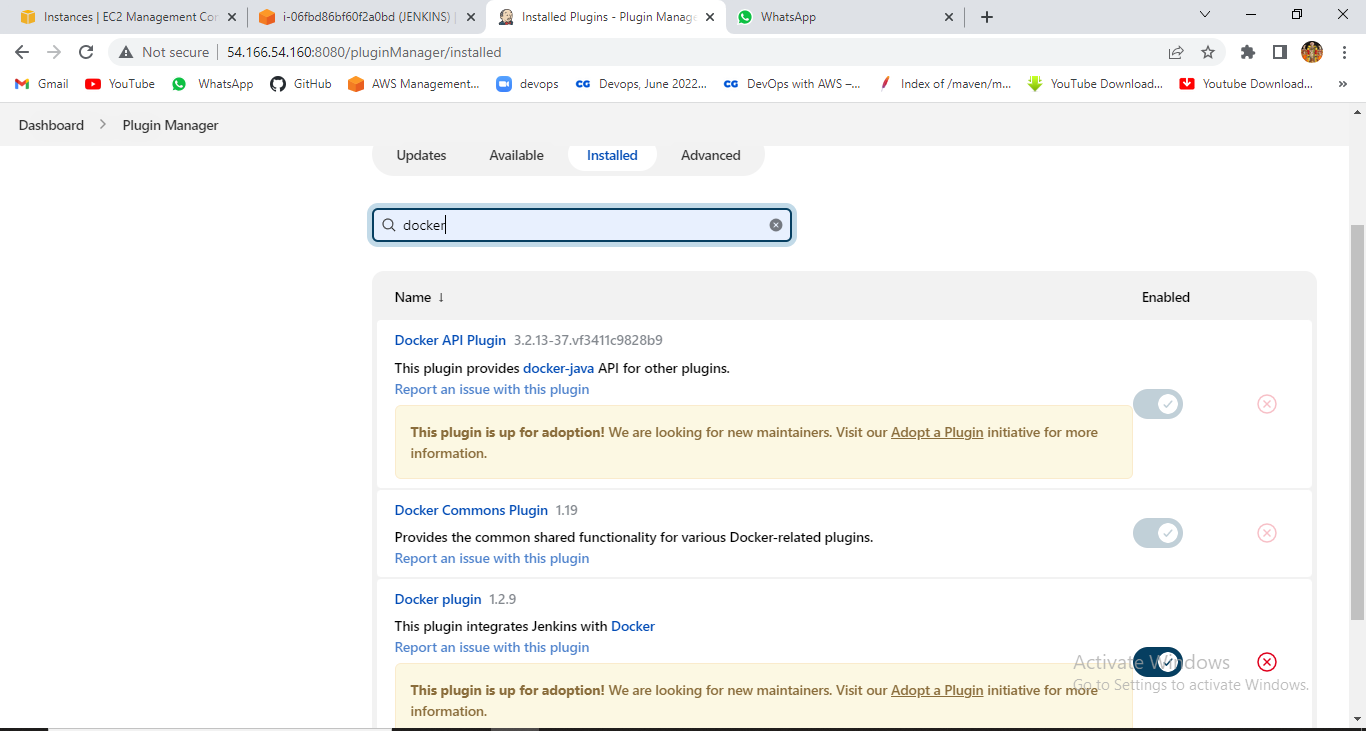 Instances | EC2 Management Con
i-06fbd86bf60f2a0bd (JENKINS)
Installed Plugins - Plugin Manage
WhatsApp
Not secure
54.166.54.160:8080/pluginManager/installed
Gmail
YouTube
WhatsApp
GitHub
AWS Management...
devops
CG Devops, June 2022...
CG DevOps with AWS –...
Index of /maven/m...
YouTube Download...
Youtube Download...
»
Dashboard
Plugin Manager
Updates
Available
Installed
Advanced
docker
Name ↓
Enabled
Docker API Plugin 3.2.13-37.vf3411c9828b9
This plugin provides docker-java API for other plugins.
Report an issue with this plugin
This plugin is up for adoption! We are looking for new maintainers. Visit our Adopt a Plugin initiative for more
information.
Docker Commons Plugin 1.19
Provides the common shared functionality for various Docker-related plugins.
Report an issue with this plugin
Docker plugin 1.2.9
This plugin integrates Jenkins with Docker
Report an issue with this plugin
This plugin is up for adoption! We are looking for new maintainers. Visit our Adopt a Plugin initiative for more
information.
Activate Windows
Go to Settings to activate Windows.